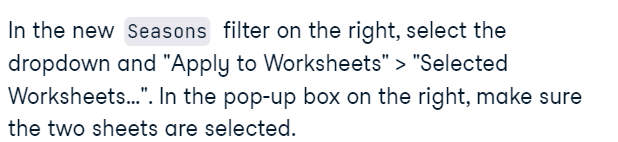 In the new Seasons filter on the right, select the
dropdown and "Apply to Worksheets" > "Selected
Worksheets...". In the pop-up box on the right, make sure
the two sheets are selected.